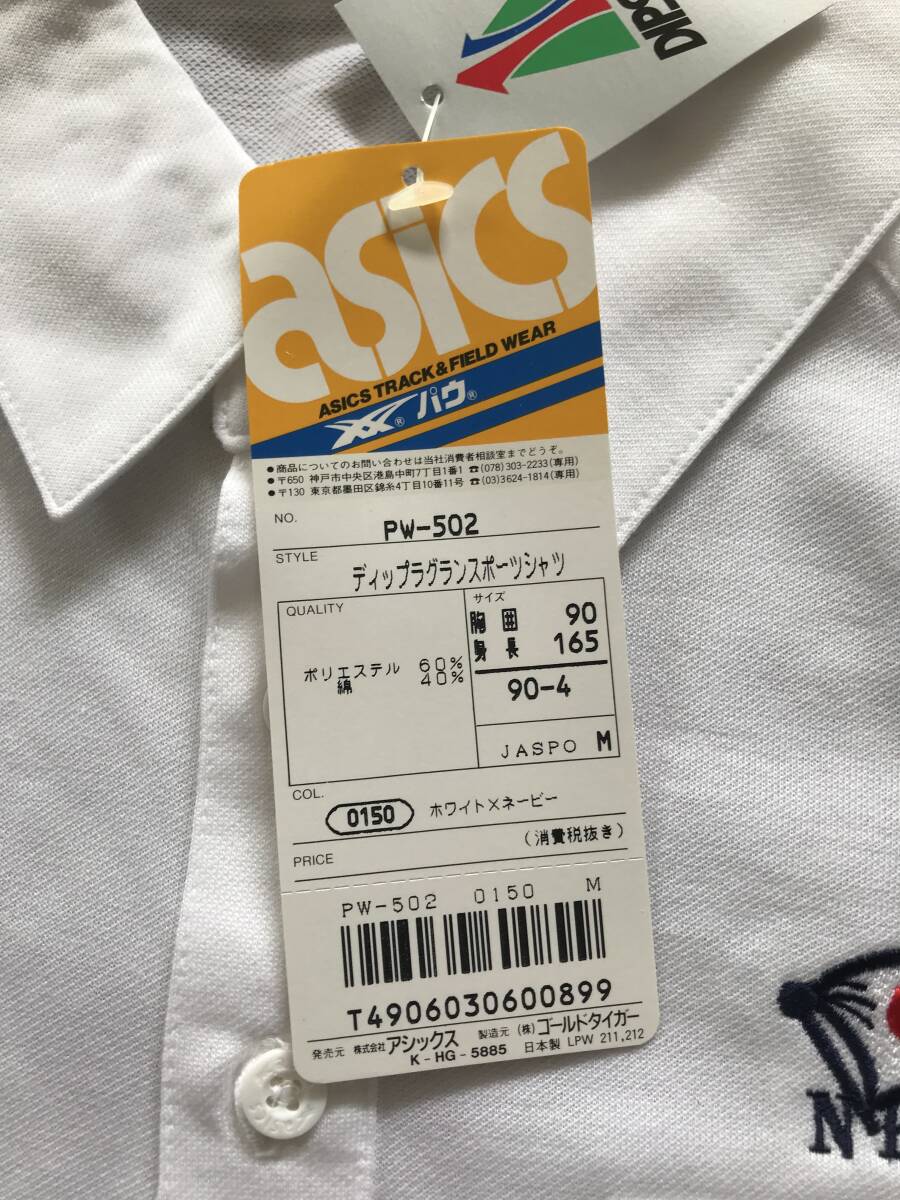 DIPO
asics
ASICS TRACK & FIELD WEAR
® パウ®
●商品についてのお問い合わせは当社消費者相談室までどうぞ。
●〒650 神戸市中央区港島中町7丁目1番1 ☎(078)303-2233(専用)
●〒130 東京都墨田区錦糸4丁目10番11号 ☎(03)3624-1814(専用)
NO.
PW-502
STYLE
ディップラグランスポーツシャツ
QUALITY
ポリエステル 60%
綿 40%
サイズ
胸囲 90
身長 165
90-4
JASPO M
COL.
0150 ホワイト×ネービー
PRICE
(消費税抜き)
PW-502 0150 M
T4906030600899
発売元 株式会社 アシックス 製造元 (株)ゴールドタイガー
K-HG-5885 日本製 LPW 211,212
N